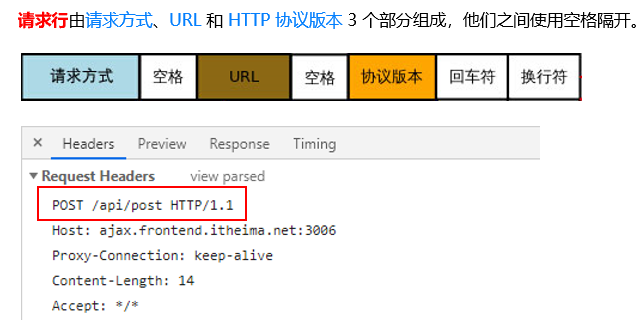 请求行由请求方式、URL 和 HTTP 协议版本 3 个部分组成，他们之间使用空格隔开。
请求方式 空格 URL 空格 协议版本 回车符 换行符
× Headers Preview Response Timing
▼ Request Headers view parsed
POST /api/post HTTP/1.1
Host: ajax.frontend.itheima.net:3006
Proxy-Connection: keep-alive
Content-Length: 14
Accept: */*